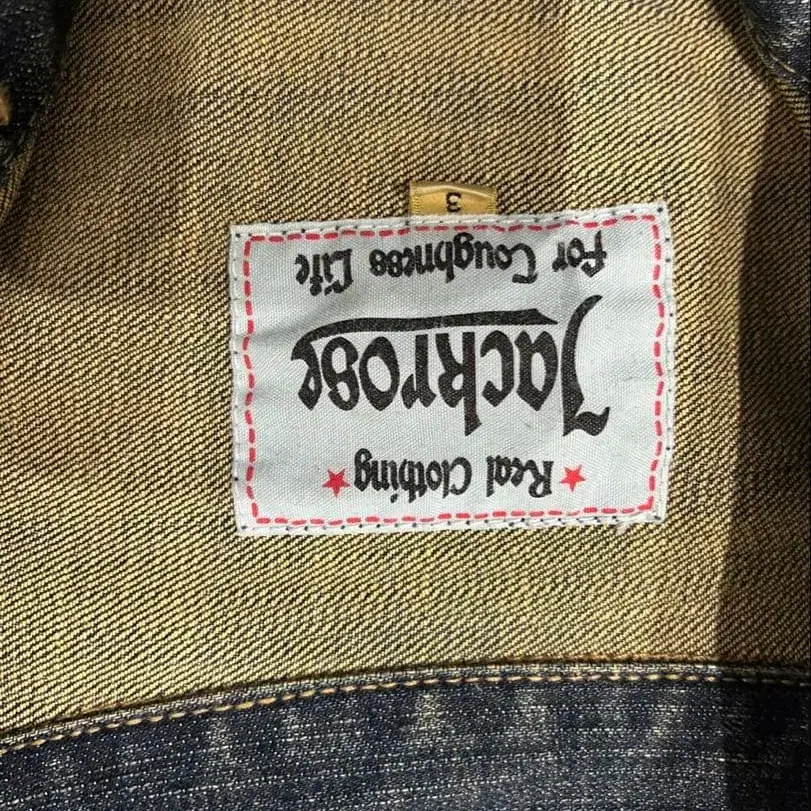 ★ Real Clothing ★
Jackrose
For Toughness Life
3